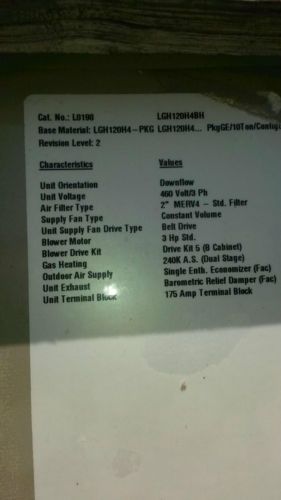 Cat. No.: L0190 LGH120H4BH
Base Material: LGH120H4-PKG LGH120H4... PkgGE/10Ton/Configu
Revision Level: 2
Characteristics Values
Unit Orientation Downflow
Unit Voltage 460 Volt/3 Ph
Air Filter Type 2" MERV4 - Std. Filter
Supply Fan Type Constant Volume
Unit Supply Fan Drive Type Belt Drive
Blower Motor 3 Hp Std.
Blower Drive Kit Drive Kit 5 (B Cabinet)
Gas Heating 240K A.S. (Dual Stage)
Outdoor Air Supply Single Enth. Economizer (Fac)
Unit Exhaust Barometric Relief Damper (Fac)
Unit Terminal Block 175 Amp Terminal Block